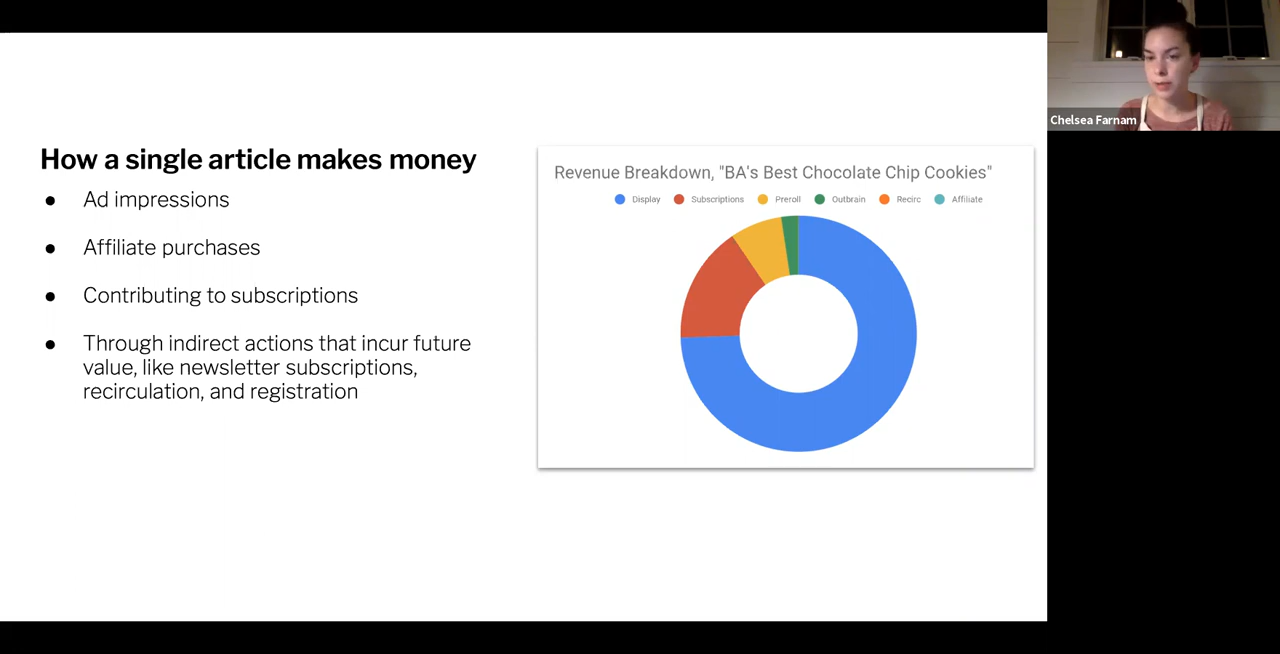 How a single article makes money
● Ad impressions
● Affiliate purchases
● Contributing to subscriptions
● Through indirect actions that incur future
value, like newsletter subscriptions,
recirculation, and registration
Revenue Breakdown, "BA's Best Chocolate Chip Cookies"
Display Subscriptions Preroll Outbrain Recirc Affiliate
Chelsea Farnam